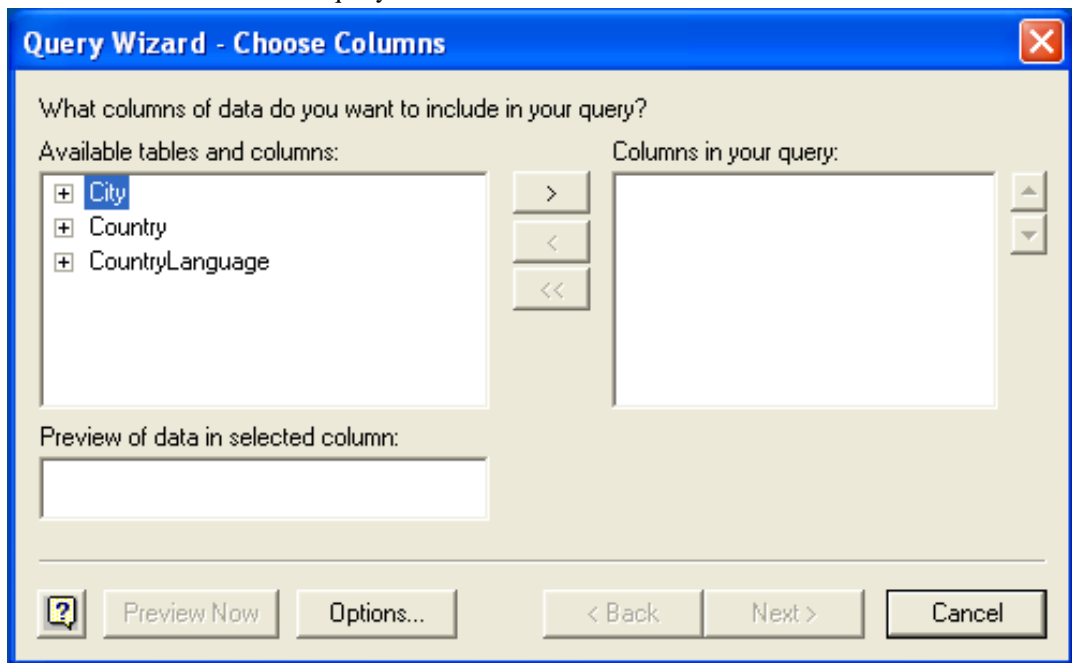 Query Wizard - Choose Columns
What columns of data do you want to include in your query?
Available tables and columns:
Columns in your query:
City
Country
CountryLanguage
>
<
<<
Preview of data in selected column:
Preview Now
Options...
< Back
Next >
Cancel